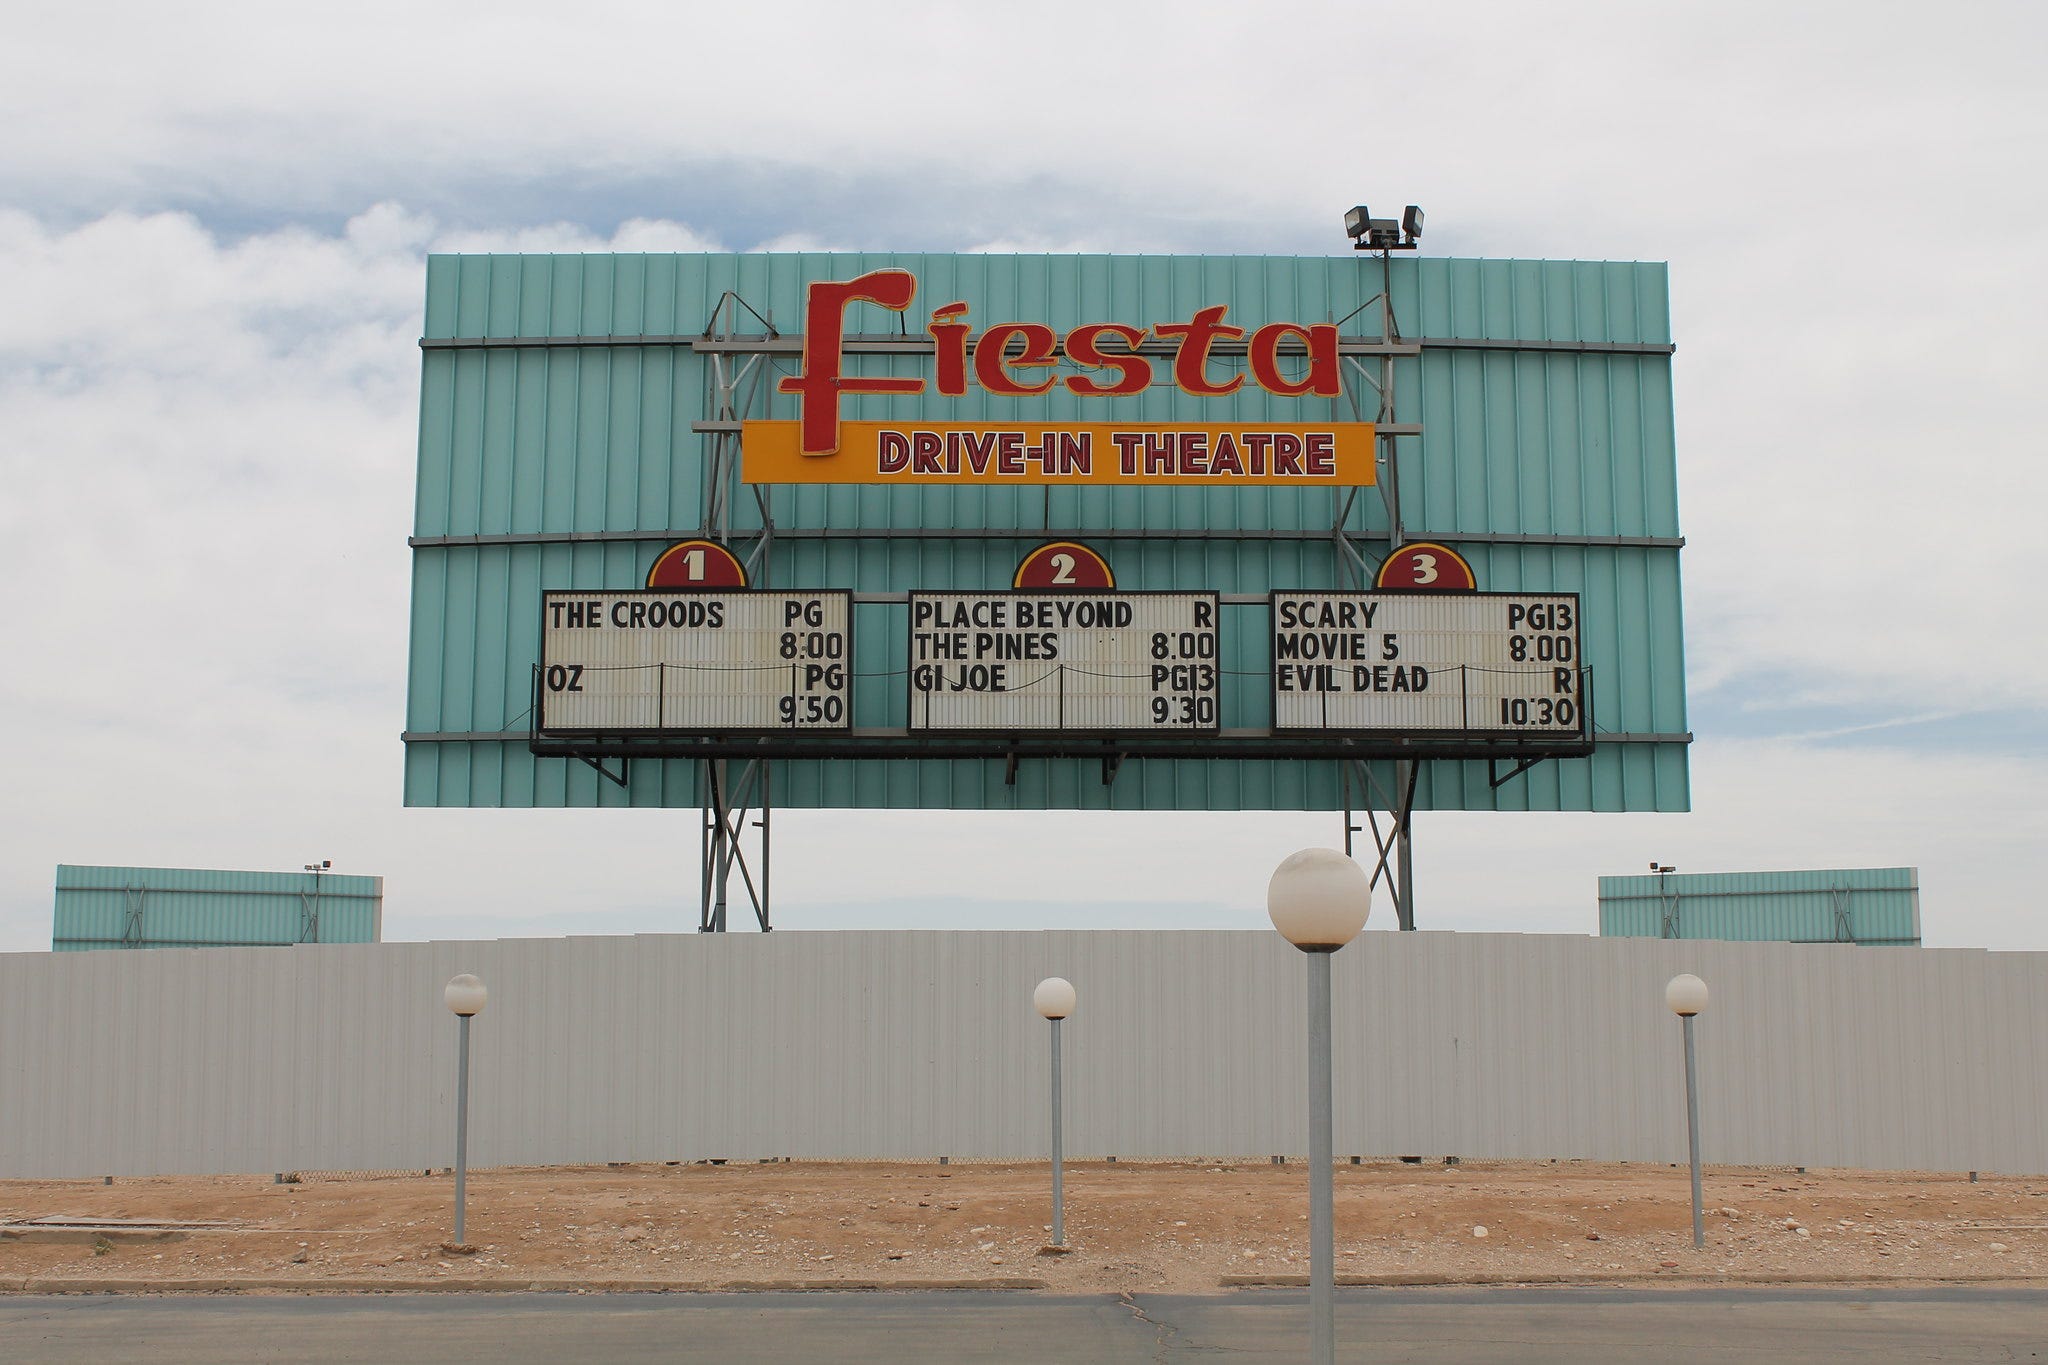 Fiesta
DRIVE-IN THEATRE
1
THE CROODS PG
8:00
OZ PG
9:50
2
PLACE BEYOND R
THE PINES 8:00
GI JOE PG13
9:30
3
SCARY PG13
MOVIE 5 8:00
EVIL DEAD R
10:30